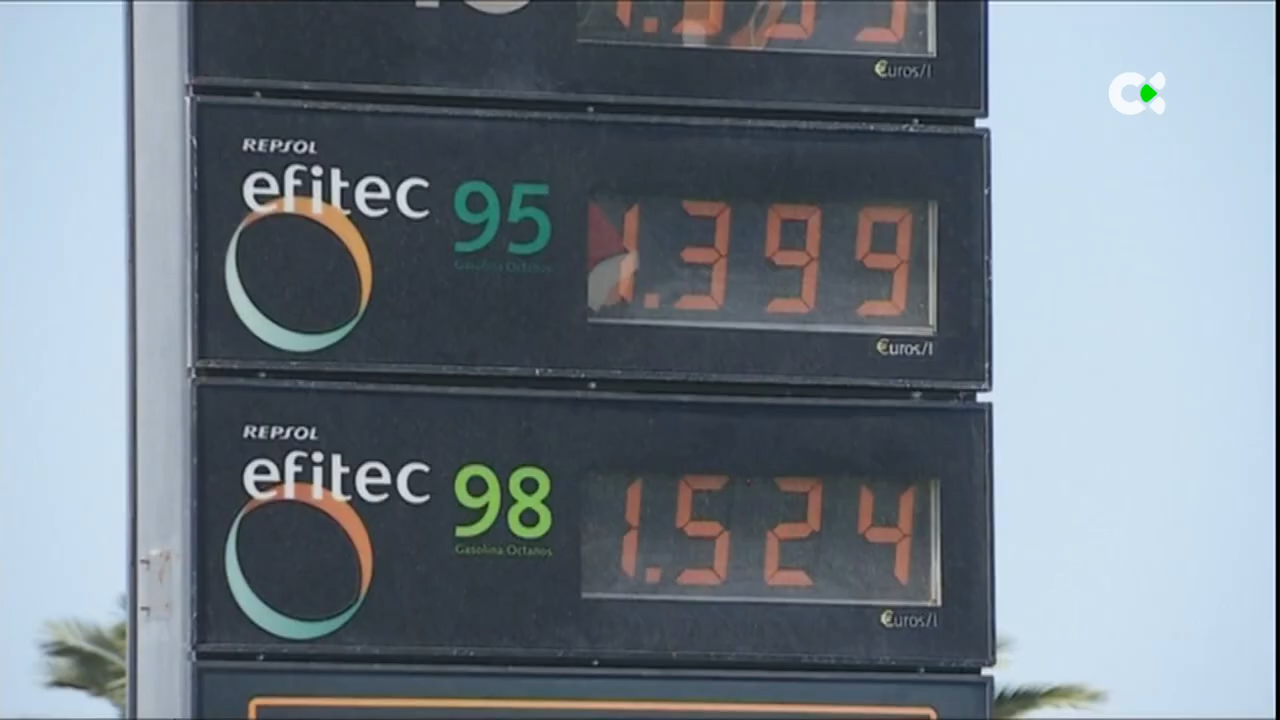 €uros/l
REPSOL
efitec 95
Gasolina Octanos
1.399
€uros/l
REPSOL
efitec 98
Gasolina Octanos
1.524
€uros/l